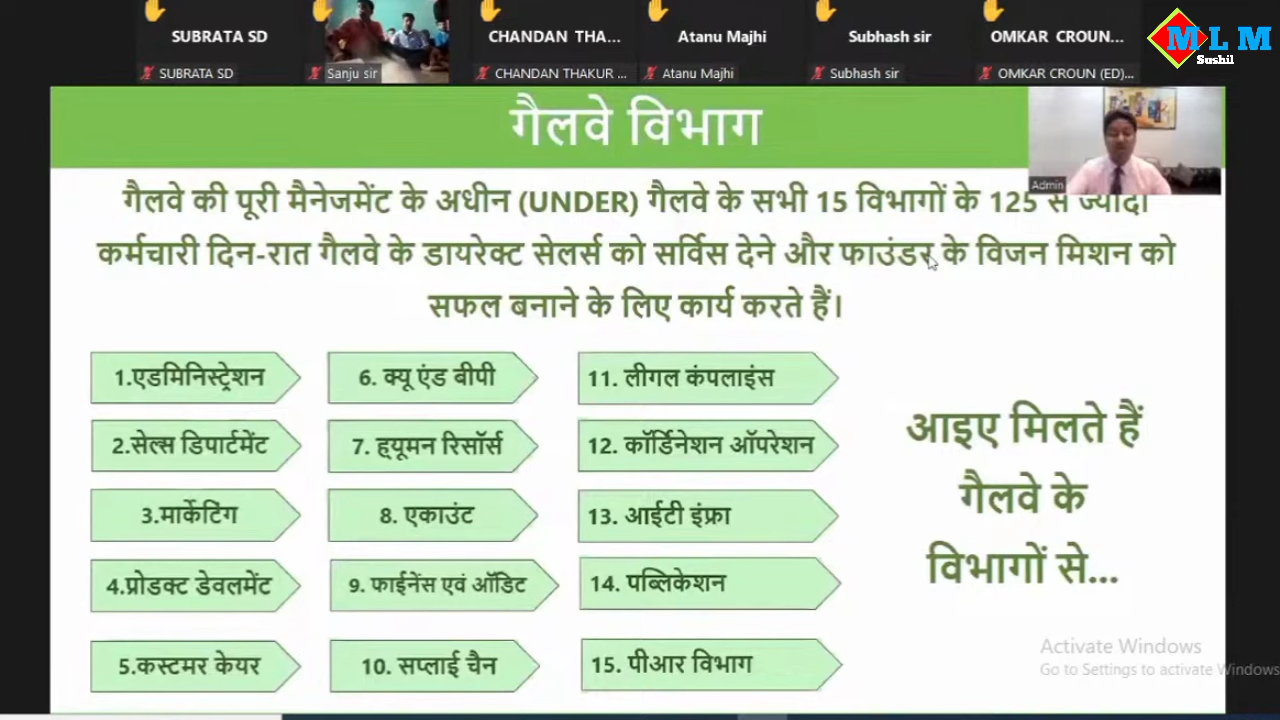 SUBRATA SD
CHANDAN THA...
Atanu Majhi
Subhash sir
OMKAR CROUN...
MLM
Sushil
SUBRATA SD
Sanju sir
CHANDAN THAKUR ...
Atanu Majhi
Subhash sir
OMKAR CROUN (ED)...
गैलवे विभाग
Admin
गैलवे की पूरी मैनेजमेंट के अधीन (UNDER) गैलवे के सभी 15 विभागों के 125 से ज्यादा
कर्मचारी दिन-रात गैलवे के डायरेक्ट सेलर्स को सर्विस देने और फाउंडर के विजन मिशन को
सफल बनाने के लिए कार्य करते हैं।
1.एडमिनिस्ट्रेशन
2.सेल्स डिपार्टमेंट
3.मार्केटिंग
4.प्रोडक्ट डेवलमेंट
5.कस्टमर केयर
6. क्यू एंड बीपी
7. ह्यूमन रिसॉर्स
8. एकाउंट
9. फाईनेंस एवं ऑडिट
10. सप्लाई चैन
11. लीगल कंपलाइंस
12. कॉर्डिनेशन ऑपरेशन
13. आईटी इंफ्रा
14. पब्लिकेशन
15. पीआर विभाग
आइए मिलते हैं
गैलवे के
विभागों से...
Activate Windows
Go to Settings to activate Windows